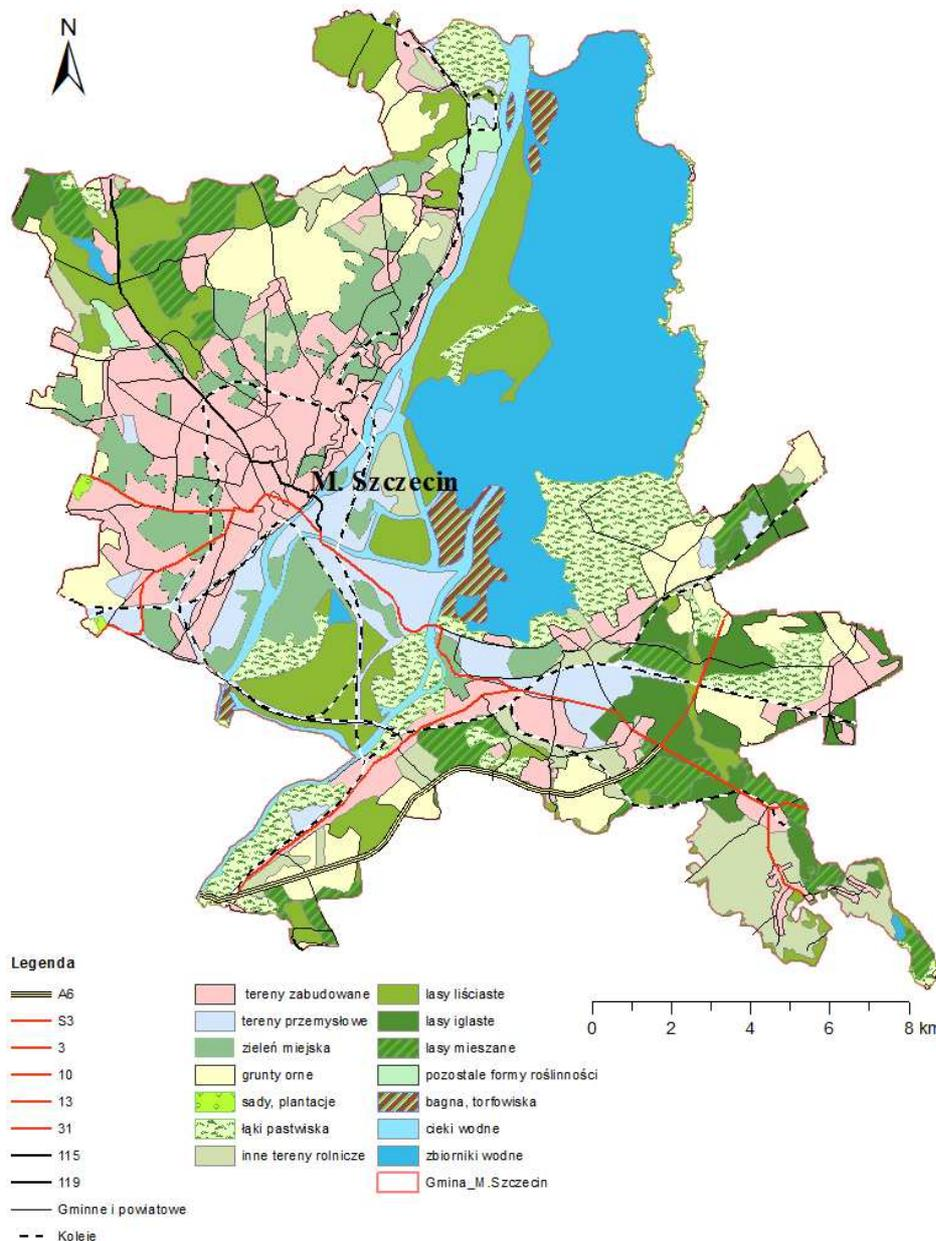 N
M. Szczecin
Legenda
A6
S3
3
10
13
31
115
119
Gminne i powiatowe
Koleje
tereny zabudowane
tereny przemysłowe
zieleń miejska
grunty orne
sady, plantacje
łąki pastwiska
inne tereny rolnicze
lasy liściaste
lasy iglaste
lasy mieszane
pozostałe formy roślinności
bagna, torfowiska
cieki wodne
zbiorniki wodne
Gmina_M.Szczecin
0 2 4 6 8 km